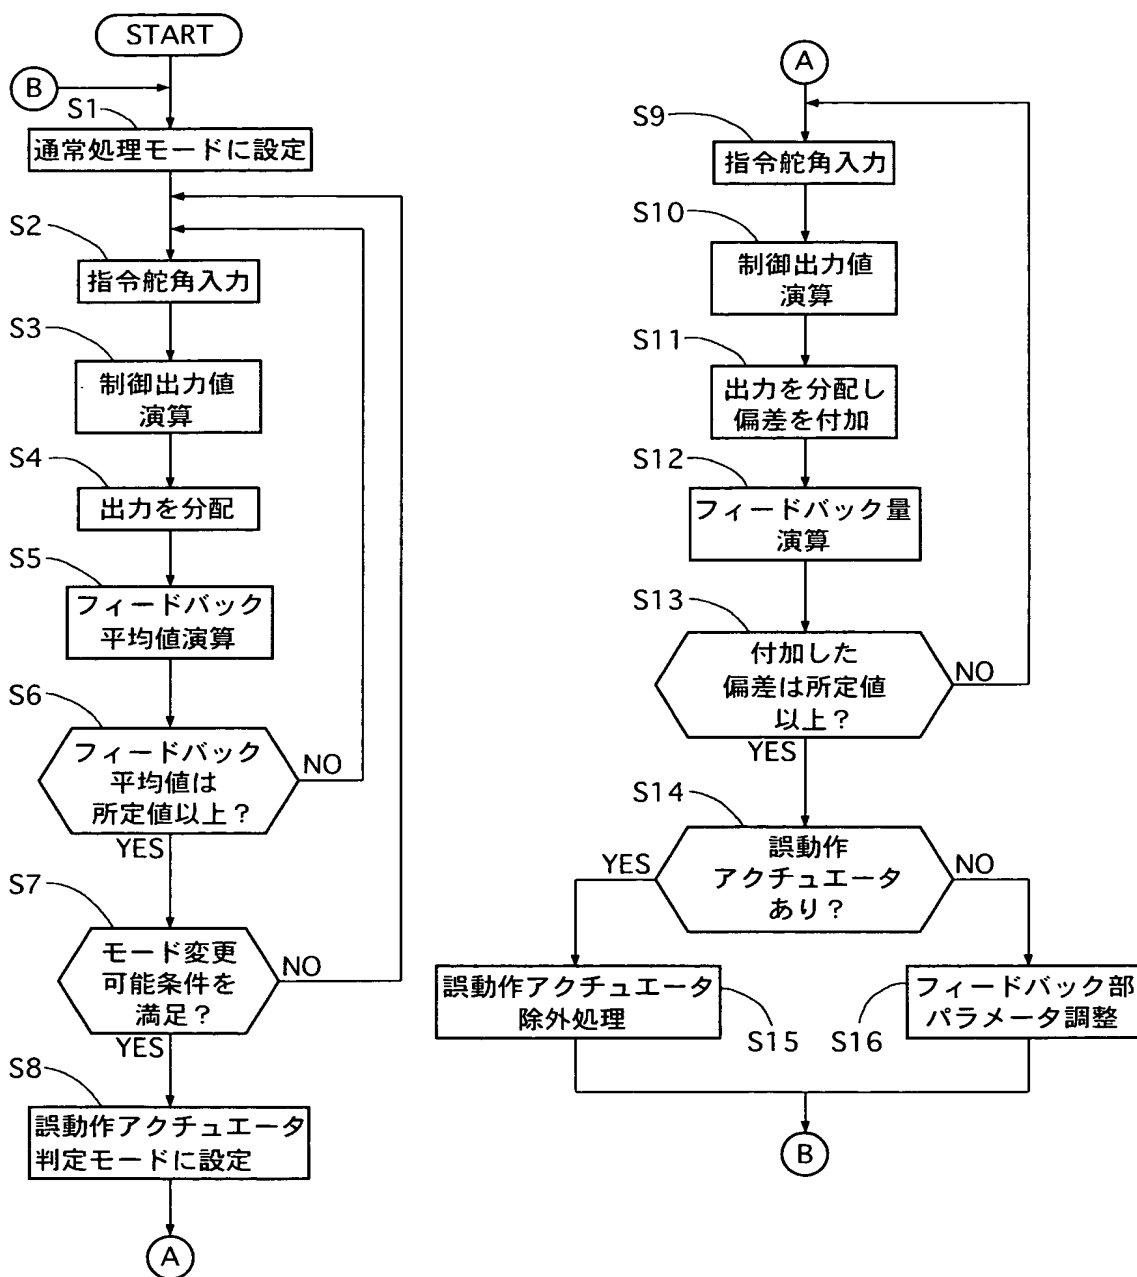 START
B
S1
通常処理モードに設定
S2
指令舵角入力
S3
制御出力値
演算
S4
出力を分配
S5
フィードバック
平均値演算
S6
フィードバック
平均値は
所定値以上?
NO
YES
S7
モード変更
可能条件を
満足?
NO
YES
S8
誤動作アクチュエータ
判定モードに設定
A
A
S9
指令舵角入力
S10
制御出力値
演算
S11
出力を分配し
偏差を付加
S12
フィードバック量
演算
S13
付加した
偏差は所定値
以上?
NO
YES
S14
誤動作
アクチュエータ
あり?
YES
NO
誤動作アクチュエータ
除外処理
S15
S16
フィードバック部
パラメータ調整
B